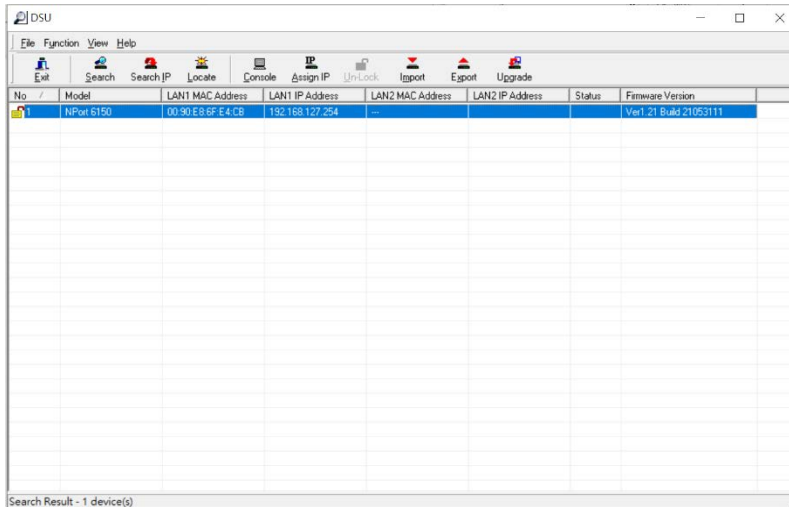 DSU
File Function View Help
Exit Search Search IP Locate Console Assign IP Un-Lock Import Export Upgrade
No / Model LAN1 MAC Address LAN1 IP Address LAN2 MAC Address LAN2 IP Address Status Firmware Version
1 NPort 6150 00:90:E8:6F:E4:CB 192.168.127.254 --- Ver1.21 Build 21053111
Search Result - 1 device(s)